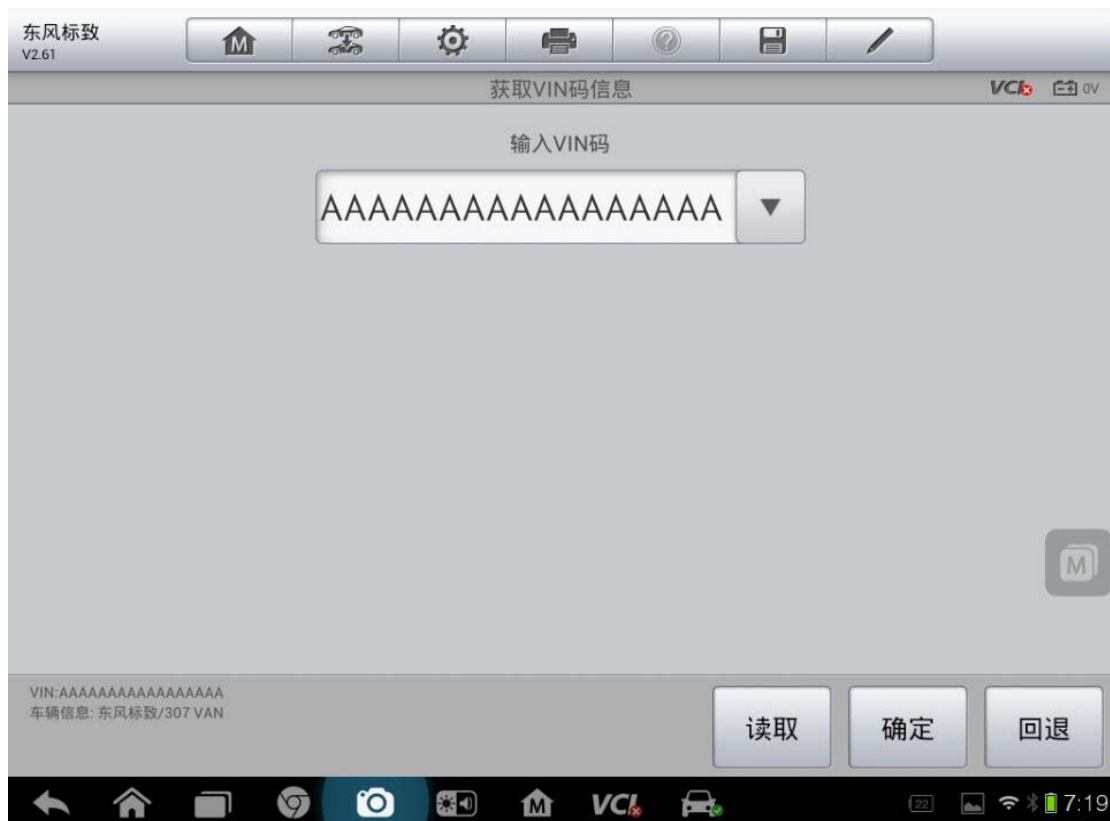 东风标致
V2.61
M
获取VIN码信息
VCI 0V
输入VIN码
AAAAAAAAAAAAAAAAA
M
VIN:AAAAAAAAAAAAAAAAA
车辆信息: 东风标致/307 VAN
读取 确定 回退
M VCI 22 7:19